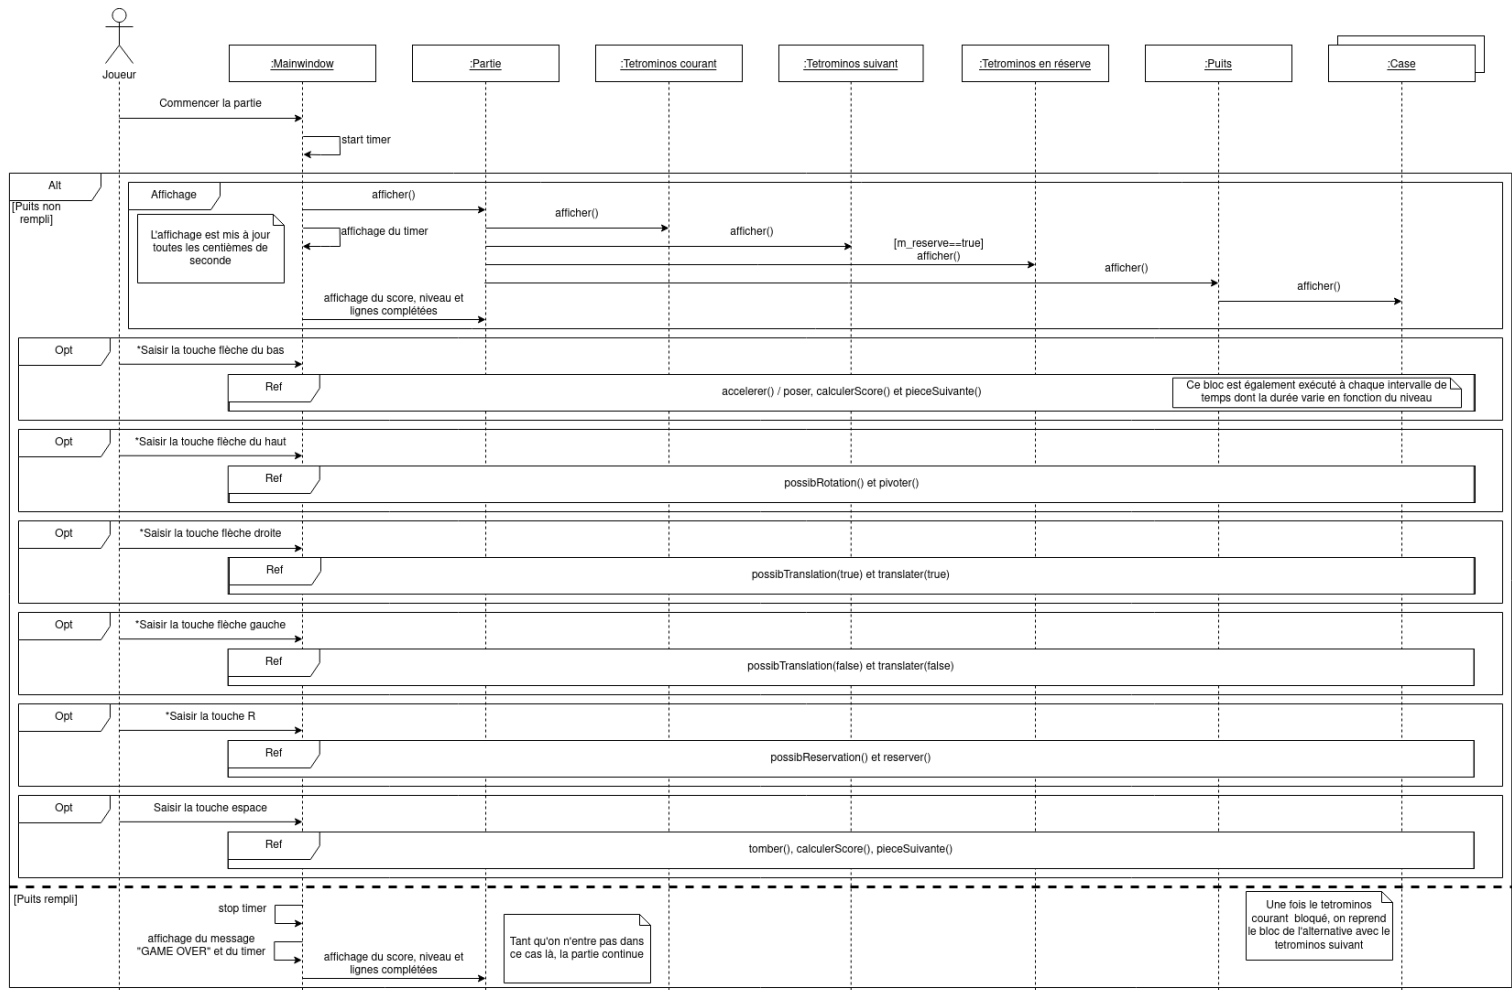 Joueur
:Mainwindow
:Partie
:Tetrominos courant
:Tetrominos suivant
:Tetrominos en réserve
:Puits
:Case
Commencer la partie
start timer
Alt
[Puits non
rempli]
Affichage
L'affichage est mis à jour
toutes les centièmes de
seconde
afficher()
affichage du timer
afficher()
afficher()
[m_reserve==true]
afficher()
afficher()
afficher()
affichage du score, niveau et
lignes complétées
Opt
*Saisir la touche flèche du bas
Ref
accelerer() / poser, calculerScore() et pieceSuivante()
Ce bloc est également exécuté à chaque intervalle de
temps dont la durée varie en fonction du niveau
Opt
*Saisir la touche flèche du haut
Ref
possibRotation() et pivoter()
Opt
*Saisir la touche flèche droite
Ref
possibTranslation(true) et translater(true)
Opt
*Saisir la touche flèche gauche
Ref
possibTranslation(false) et translater(false)
Opt
*Saisir la touche R
Ref
possibReservation() et reserver()
Opt
Saisir la touche espace
Ref
tomber(), calculerScore(), pieceSuivante()
[Puits rempli]
stop timer
affichage du message
"GAME OVER" et du timer
affichage du score, niveau et
lignes complétées
Tant qu'on n'entre pas dans
ce cas là, la partie continue
Une fois le tetrominos
courant bloqué, on reprend
le bloc de l'alternative avec le
tetrominos suivant